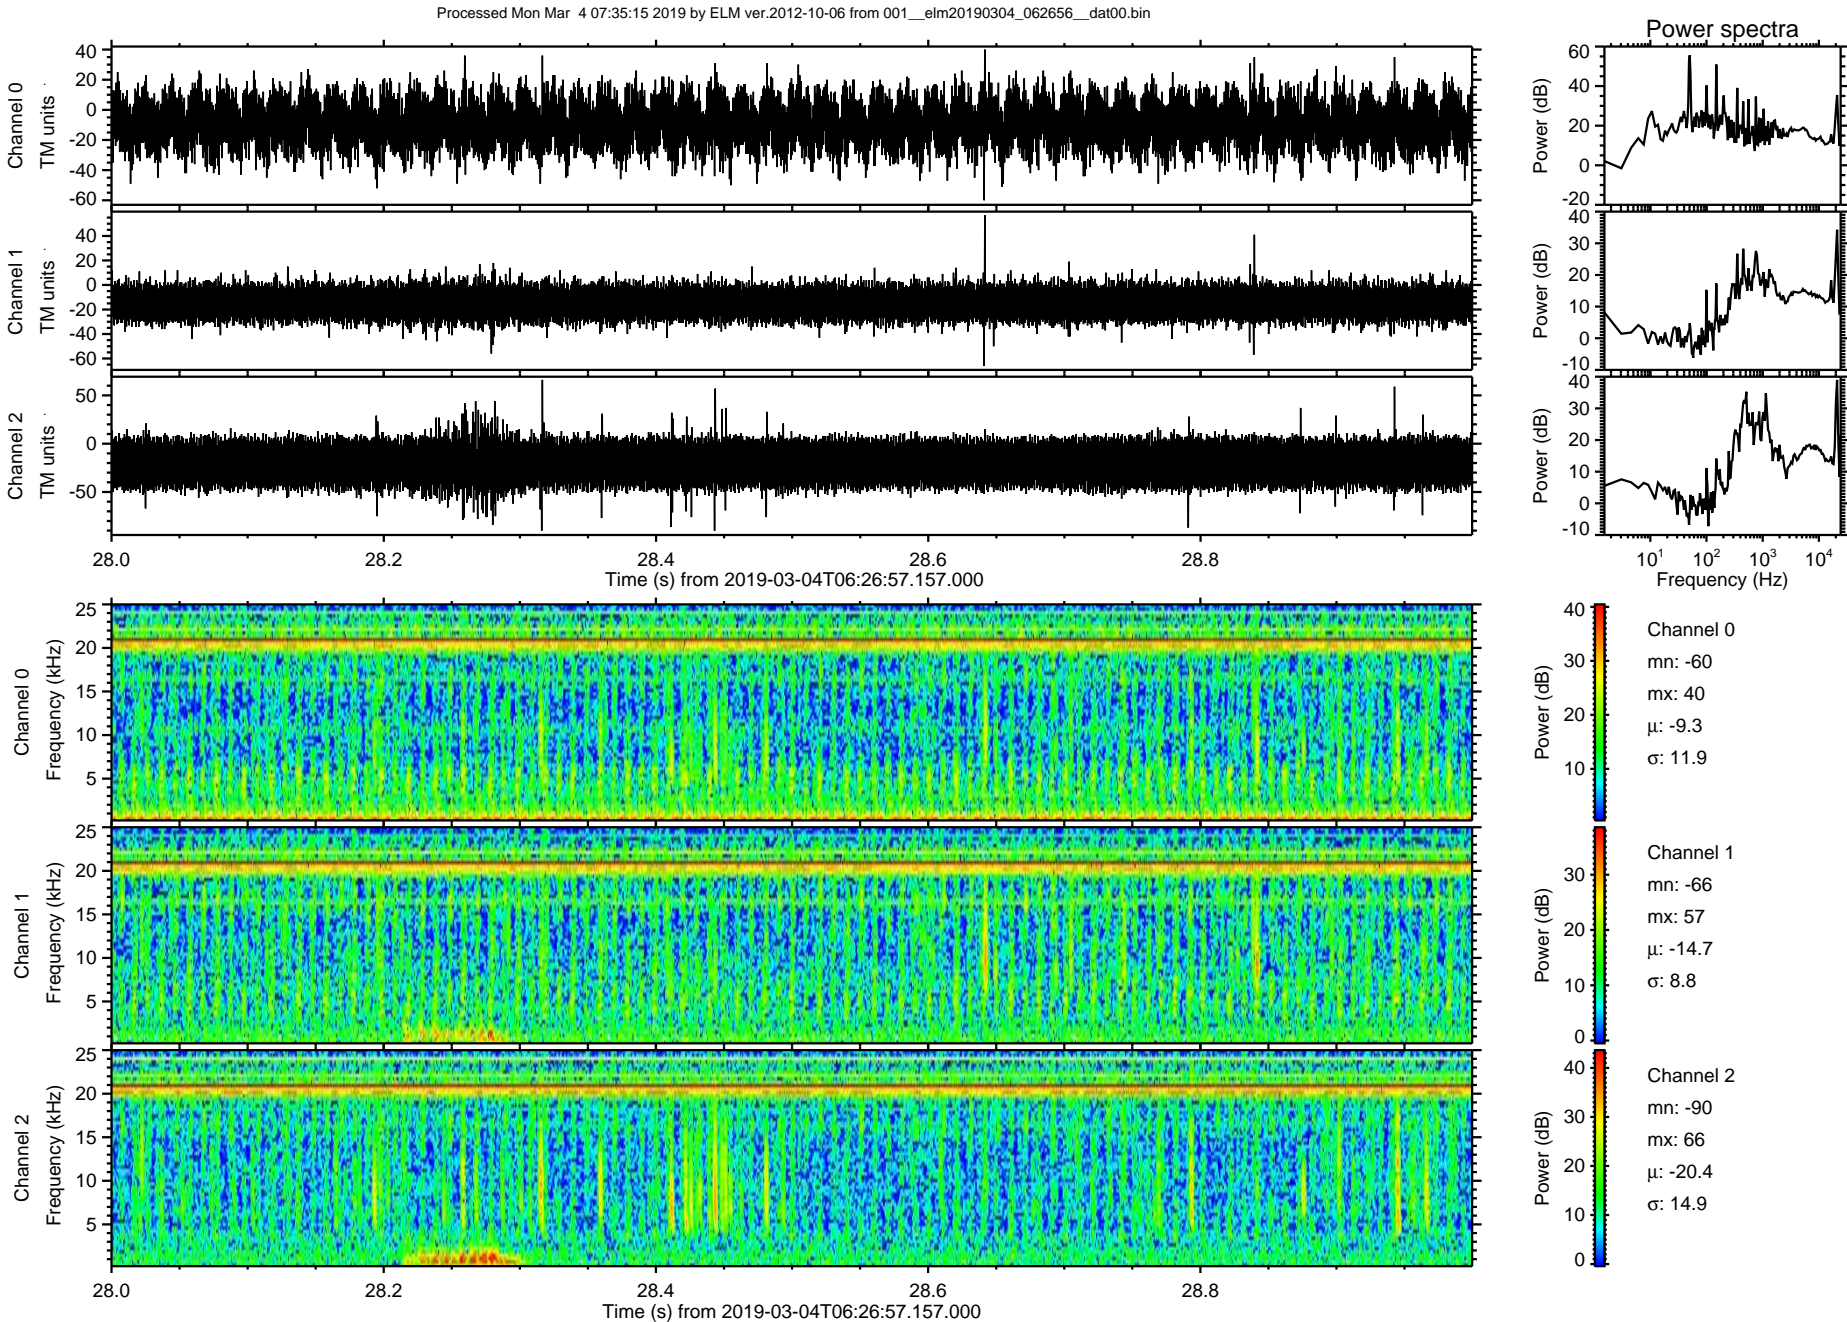 Processed Mon Mar  4 07:35:15 2019 by ELM ver.2012-10-06 from 001__elm20190304_062656__dat00.bin
Power spectra
Channel 0
TM units
40
20
0
-20
-40
-60
Power (dB)
60
40
20
0
-20
Channel 1
TM units
40
20
0
-20
-40
-60
Power (dB)
40
30
20
10
0
-10
Channel 2
TM units
50
0
-50
Power (dB)
40
30
20
10
0
-10
28.0 28.2 28.4 28.6 28.8
Time (s) from 2019-03-04T06:26:57.157.000
10^1 10^2 10^3 10^4
Frequency (Hz)
Channel 0
Frequency (kHz)
25
20
15
10
5
Power (dB)
40
30
20
10
Channel 0
mn: -60
mx: 40
μ: -9.3
σ: 11.9
Channel 1
Frequency (kHz)
25
20
15
10
5
Power (dB)
30
20
10
0
Channel 1
mn: -66
mx: 57
μ: -14.7
σ: 8.8
Channel 2
Frequency (kHz)
25
20
15
10
5
Power (dB)
40
30
20
10
0
Channel 2
mn: -90
mx: 66
μ: -20.4
σ: 14.9
28.0 28.2 28.4 28.6 28.8
Time (s) from 2019-03-04T06:26:57.157.000